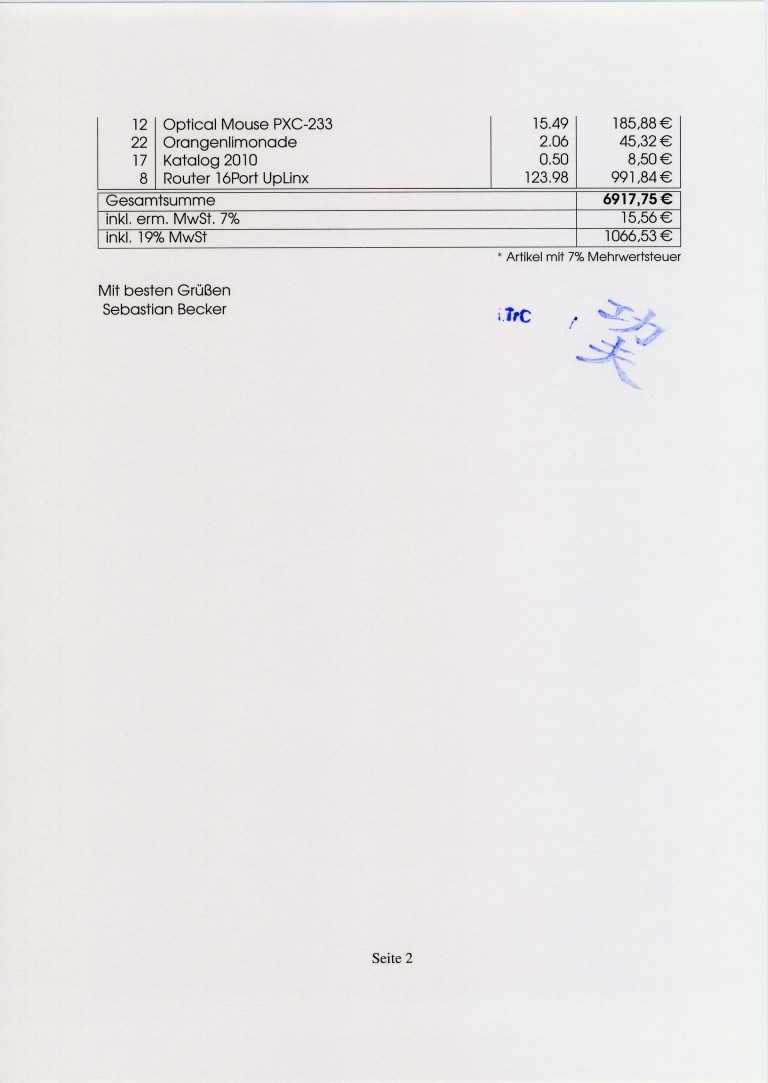 12 Optical Mouse PXC-233 15.49 185,88 €
22 Orangenlimonade 2.06 45,32 €
17 Katalog 2010 0.50 8,50 €
8 Router 16Port UpLinx 123.98 991,84 €
Gesamtsumme 6917,75 €
inkl. erm. MwSt. 7% 15,56 €
inkl. 19% MwSt 1066,53 €
* Artikel mit 7% Mehrwertsteuer
Mit besten Grüßen
Sebastian Becker
i.TrC
功
夫
Seite 2